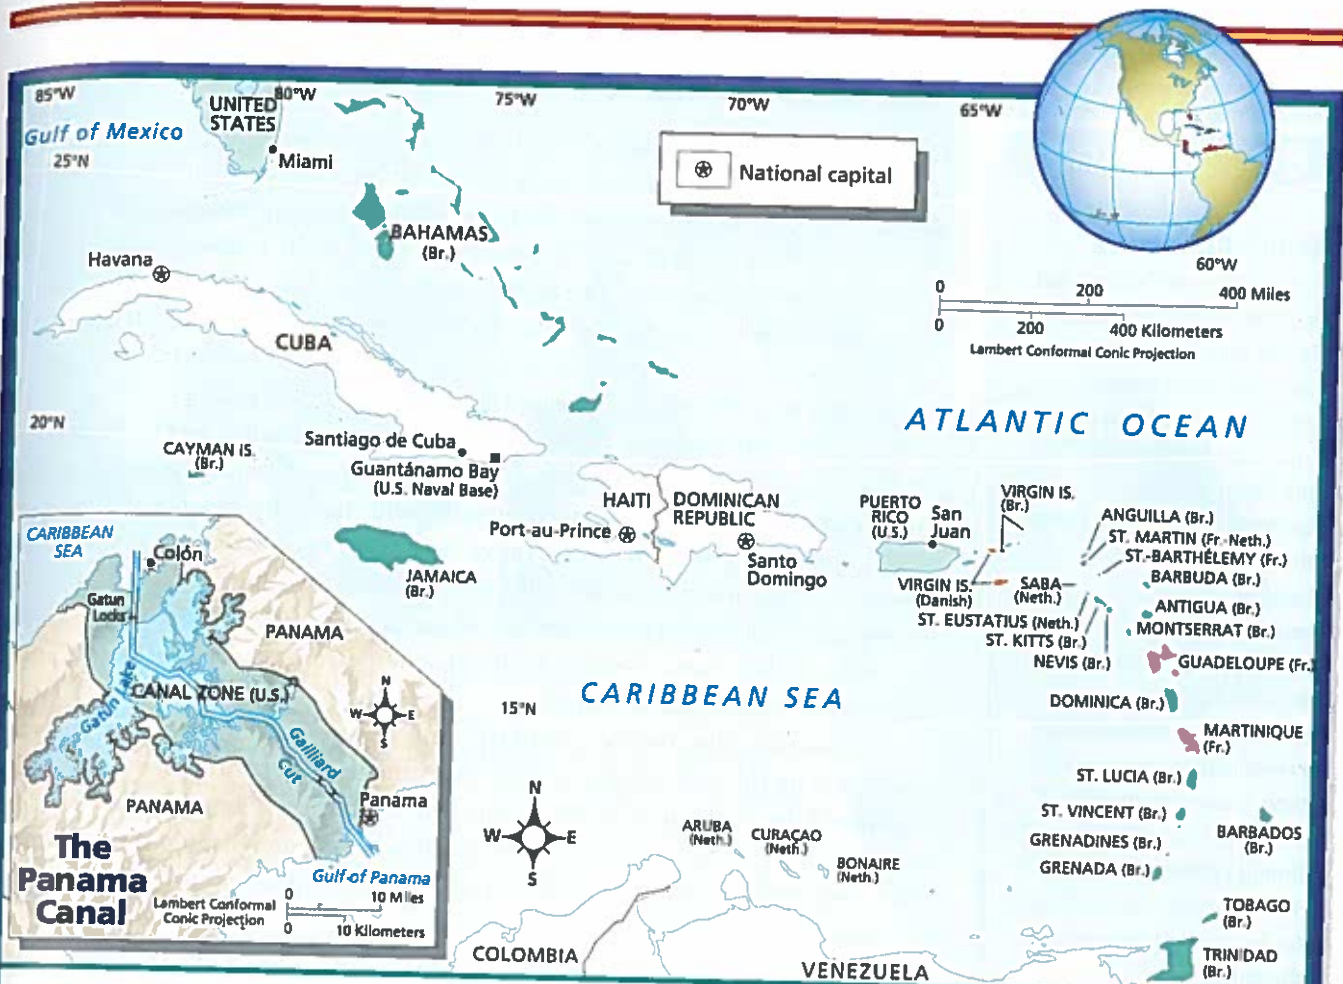 85°W
80°W
75°W
70°W
65°W
60°W
UNITED
STATES
Gulf of Mexico
25°N
Miami
National capital
BAHAMAS
(Br.)
Havana
0 200 400 Miles
0 200 400 Kilometers
Lambert Conformal Conic Projection
CUBA
20°N
ATLANTIC OCEAN
CAYMAN IS.
(Br.)
Santiago de Cuba
Guantánamo Bay
(U.S. Naval Base)
HAITI
DOMINICAN
REPUBLIC
Port-au-Prince
Santo
Domingo
PUERTO
RICO
(U.S.)
San
Juan
VIRGIN IS.
(Br.)
ANGUILLA (Br.)
ST. MARTIN (Fr.-Neth.)
ST.-BARTHÉLEMY (Fr.)
BARBUDA (Br.)
JAMAICA
(Br.)
VIRGIN IS.
(Danish)
SABA
(Neth.)
ST. EUSTATIUS (Neth.)
ST. KITTS (Br.)
NEVIS (Br.)
ANTIGUA (Br.)
MONTSERRAT (Br.)
GUADELOUPE (Fr.)
DOMINICA (Br.)
MARTINIQUE
(Fr.)
ST. LUCIA (Br.)
ST. VINCENT (Br.)
BARBADOS
(Br.)
GRENADINES (Br.)
GRENADA (Br.)
TOBAGO
(Br.)
TRINIDAD
(Br.)
CARIBBEAN SEA
15°N
N
W E
S
ARUBA
(Neth.)
CURAÇAO
(Neth.)
BONAIRE
(Neth.)
COLOMBIA
VENEZUELA
CARIBBEAN
SEA
Colón
Gatun
Locks
PANAMA
CANAL ZONE (U.S.)
Gatún Lake
Gailliard
Cut
N
W E
S
PANAMA
Panama
The
Panama
Canal
Gulf of Panama
Lambert Conformal
Conic Projection
0 10 Miles
0 10 Kilometers